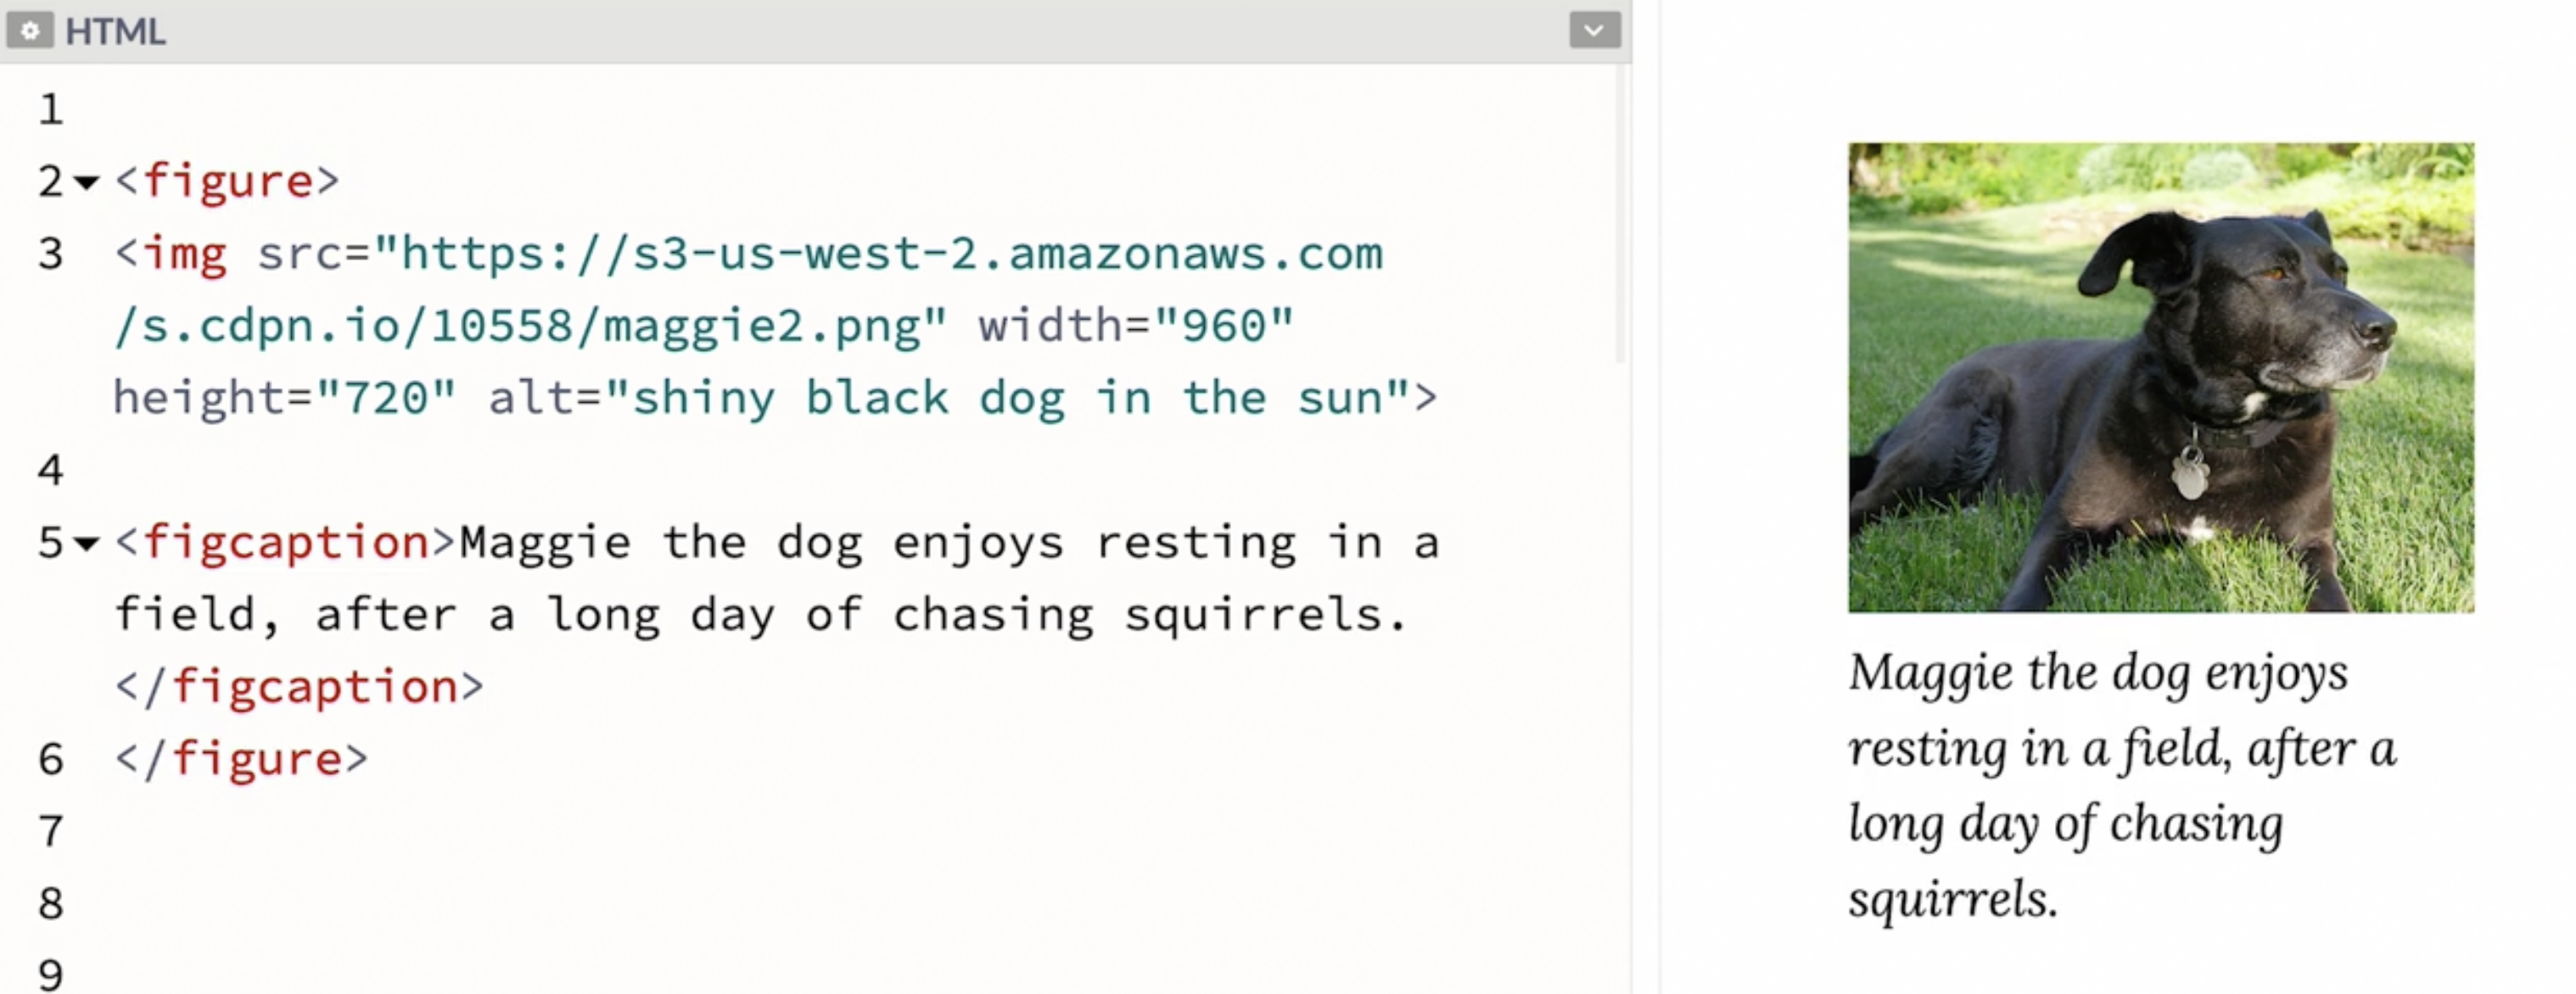 HTML
1
2 <figure>
3 <img src="https://s3-us-west-2.amazonaws.com
/s.cdpn.io/10558/maggie2.png" width="960"
height="720" alt="shiny black dog in the sun">
4
5 <figcaption>Maggie the dog enjoys resting in a
field, after a long day of chasing squirrels.
</figcaption>
6 </figure>
7
8
9
Maggie the dog enjoys
resting in a field, after a
long day of chasing
squirrels.